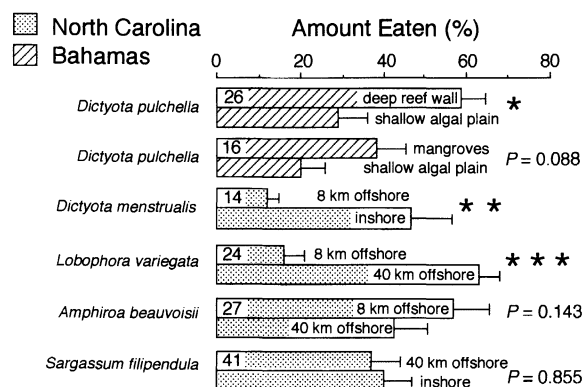 North Carolina
Bahamas
Amount Eaten (%)
0 20 40 60 80
Dictyota pulchella 26 deep reef wall *
shallow algal plain
Dictyota pulchella 16 mangroves P = 0.088
shallow algal plain
Dictyota menstrualis 14 8 km offshore * *
inshore
Lobophora variegata 24 8 km offshore * * *
40 km offshore
Amphiroa beauvoisii 27 8 km offshore P = 0.143
40 km offshore
Sargassum filipendula 41 40 km offshore P = 0.855
inshore